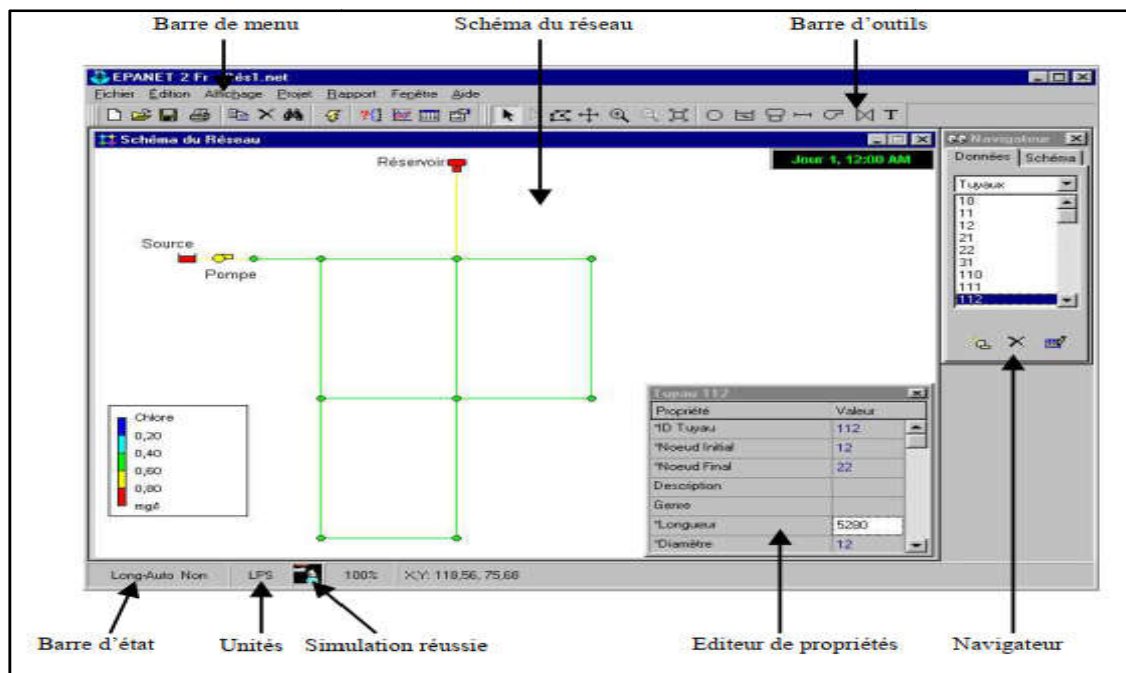 Barre de menu
Schéma du réseau
Barre d'outils
EPANET 2 Fr
és1.net
Fichier Édition Affichage Projet Rapport Fenêtre Aide
Schéma du Réseau
Navigateur
Jour 1, 12:00 AM
Données
Schéma
Réservoir
Tuyaux
10
11
12
21
22
31
110
111
112
Source
Pompe
Tuyau 112
Propriété
Valeur
*ID Tuyau
112
*Noeud Initial
12
*Noeud Final
22
Description
Genre
*Longueur
5280
*Diamètre
12
Chlore
0,20
0,40
0,60
0,80
mg/l
Long-Auto Non
LPS
100%
X,Y: 118,56, 75,66
Barre d'état
Unités
Simulation réussie
Editeur de propriétés
Navigateur